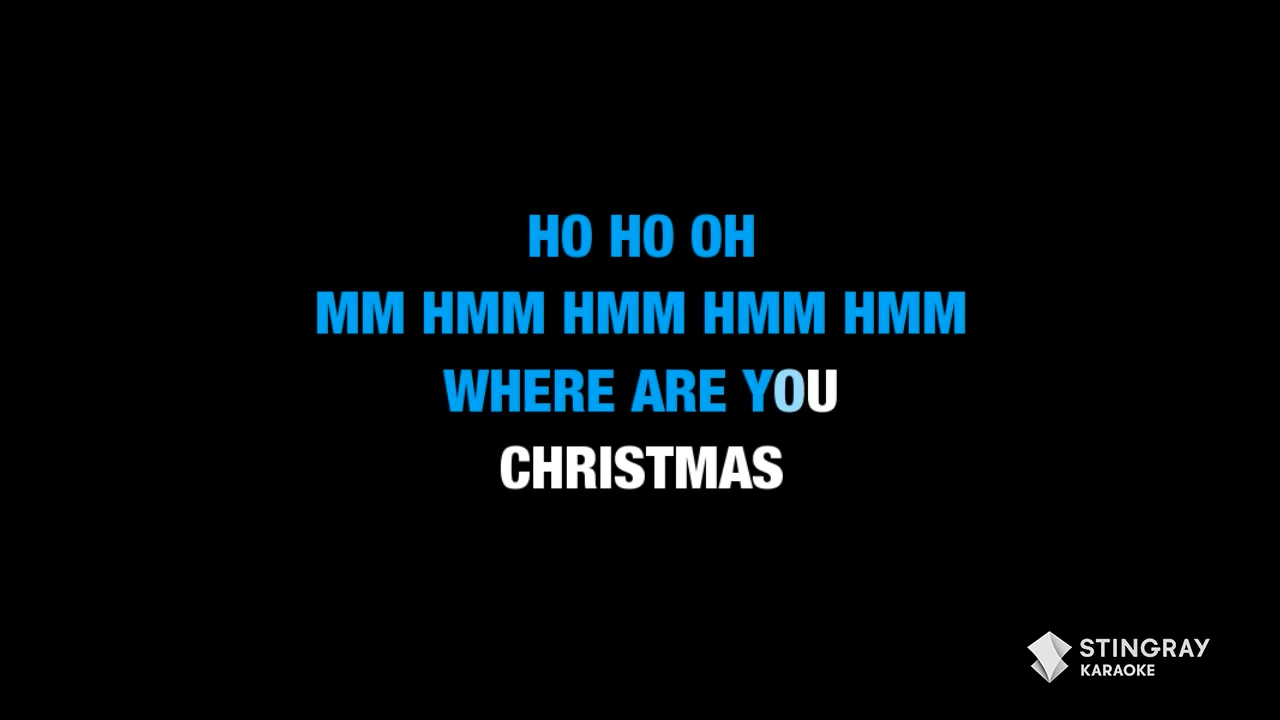 HO HO OH
MM HMM HMM HMM HMM
WHERE ARE YOU
CHRISTMAS
STINGRAY
KARAOKE